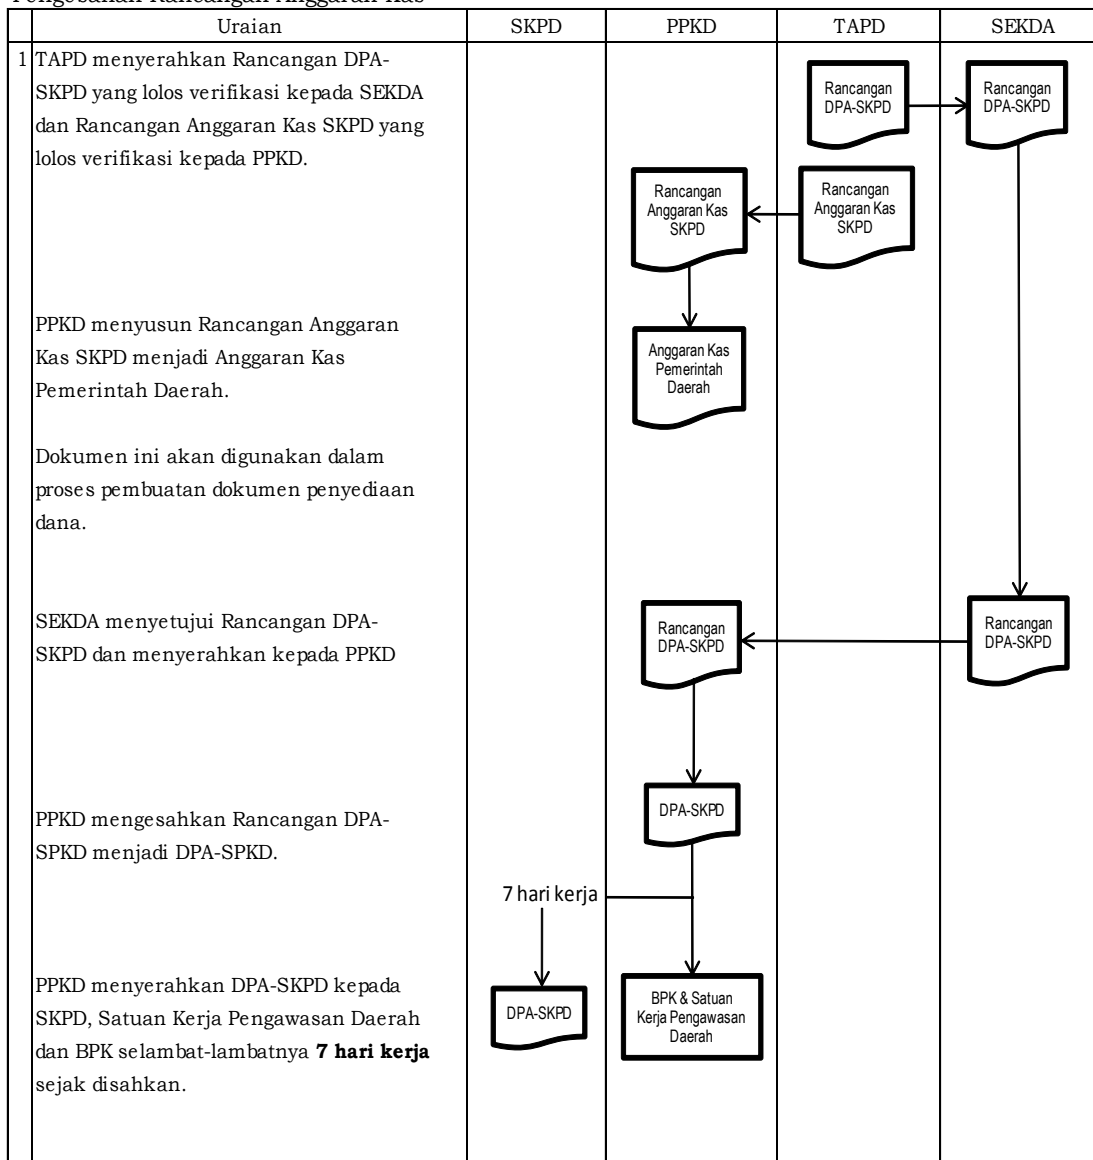 Pengesahan Rancangan Anggaran Kas
Uraian SKPD PPKD TAPD SEKDA
1 TAPD menyerahkan Rancangan DPA-
SKPD yang lolos verifikasi kepada SEKDA
dan Rancangan Anggaran Kas SKPD yang
lolos verifikasi kepada PPKD.
Rancangan
DPA-SKPD
Rancangan
DPA-SKPD
Rancangan
Anggaran Kas
SKPD
Rancangan
Anggaran Kas
SKPD
PPKD menyusun Rancangan Anggaran
Kas SKPD menjadi Anggaran Kas
Pemerintah Daerah.
Anggaran Kas
Pemerintah
Daerah
Dokumen ini akan digunakan dalam
proses pembuatan dokumen penyediaan
dana.
SEKDA menyetujui Rancangan DPA-
SKPD dan menyerahkan kepada PPKD
Rancangan
DPA-SKPD
Rancangan
DPA-SKPD
PPKD mengesahkan Rancangan DPA-
SPKD menjadi DPA-SPKD.
DPA-SKPD
7 hari kerja
PPKD menyerahkan DPA-SKPD kepada
SKPD, Satuan Kerja Pengawasan Daerah
dan BPK selambat-lambatnya 7 hari kerja
sejak disahkan.
DPA-SKPD
BPK & Satuan
Kerja Pengawasan
Daerah